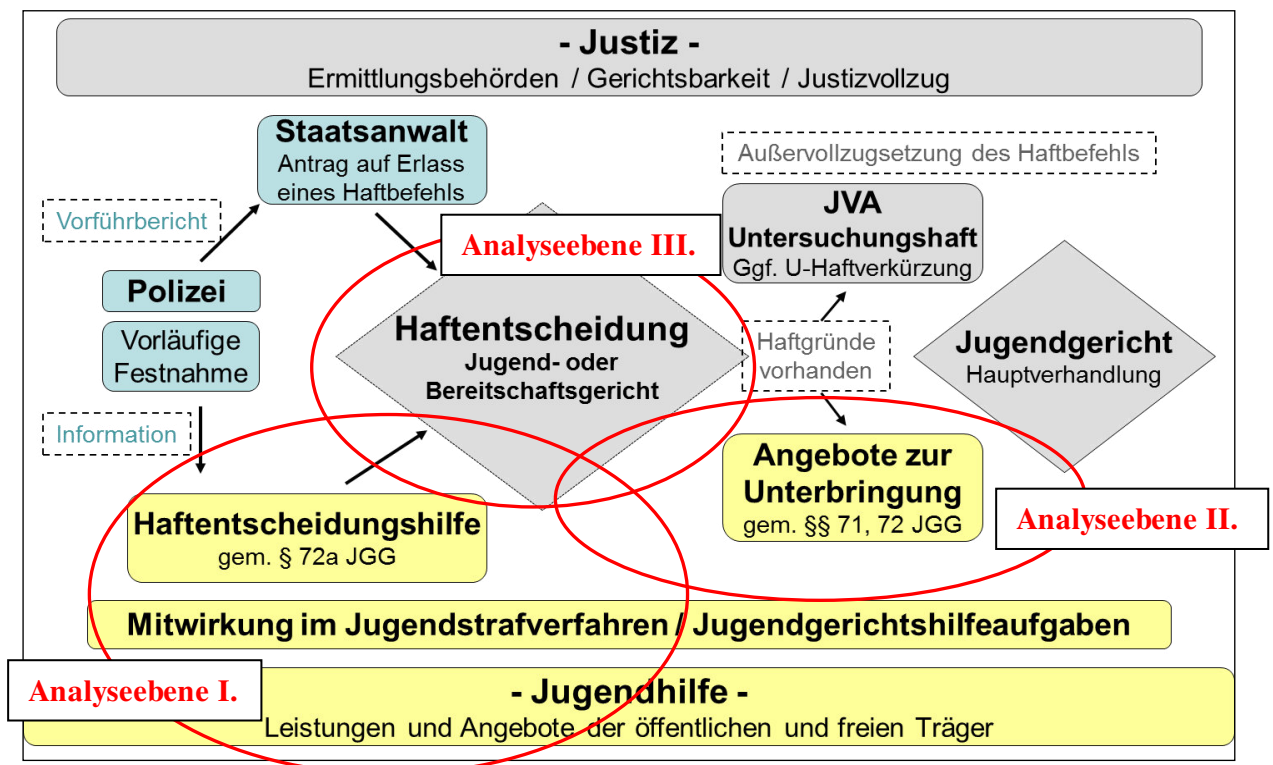 - Justiz -
Ermittlungsbehörden / Gerichtsbarkeit / Justizvollzug
Staatsanwalt
Antrag auf Erlass
eines Haftbefehls
Außervollzugsetzung des Haftbefehls
Vorführbericht
JVA
Untersuchungshaft
Ggf. U-Haftverkürzung
Analyseebene III.
Polizei
Vorläufige
Festnahme
Haftentscheidung
Jugend- oder
Bereitschaftsgericht
Haftgründe
vorhanden
Jugendgericht
Hauptverhandlung
Information
Angebote zur
Unterbringung
gem. §§ 71, 72 JGG
Analyseebene II.
Haftentscheidungshilfe
gem. § 72a JGG
Mitwirkung im Jugendstrafverfahren / Jugendgerichtshilfeaufgaben
Analyseebene I.
- Jugendhilfe -
Leistungen und Angebote der öffentlichen und freien Träger